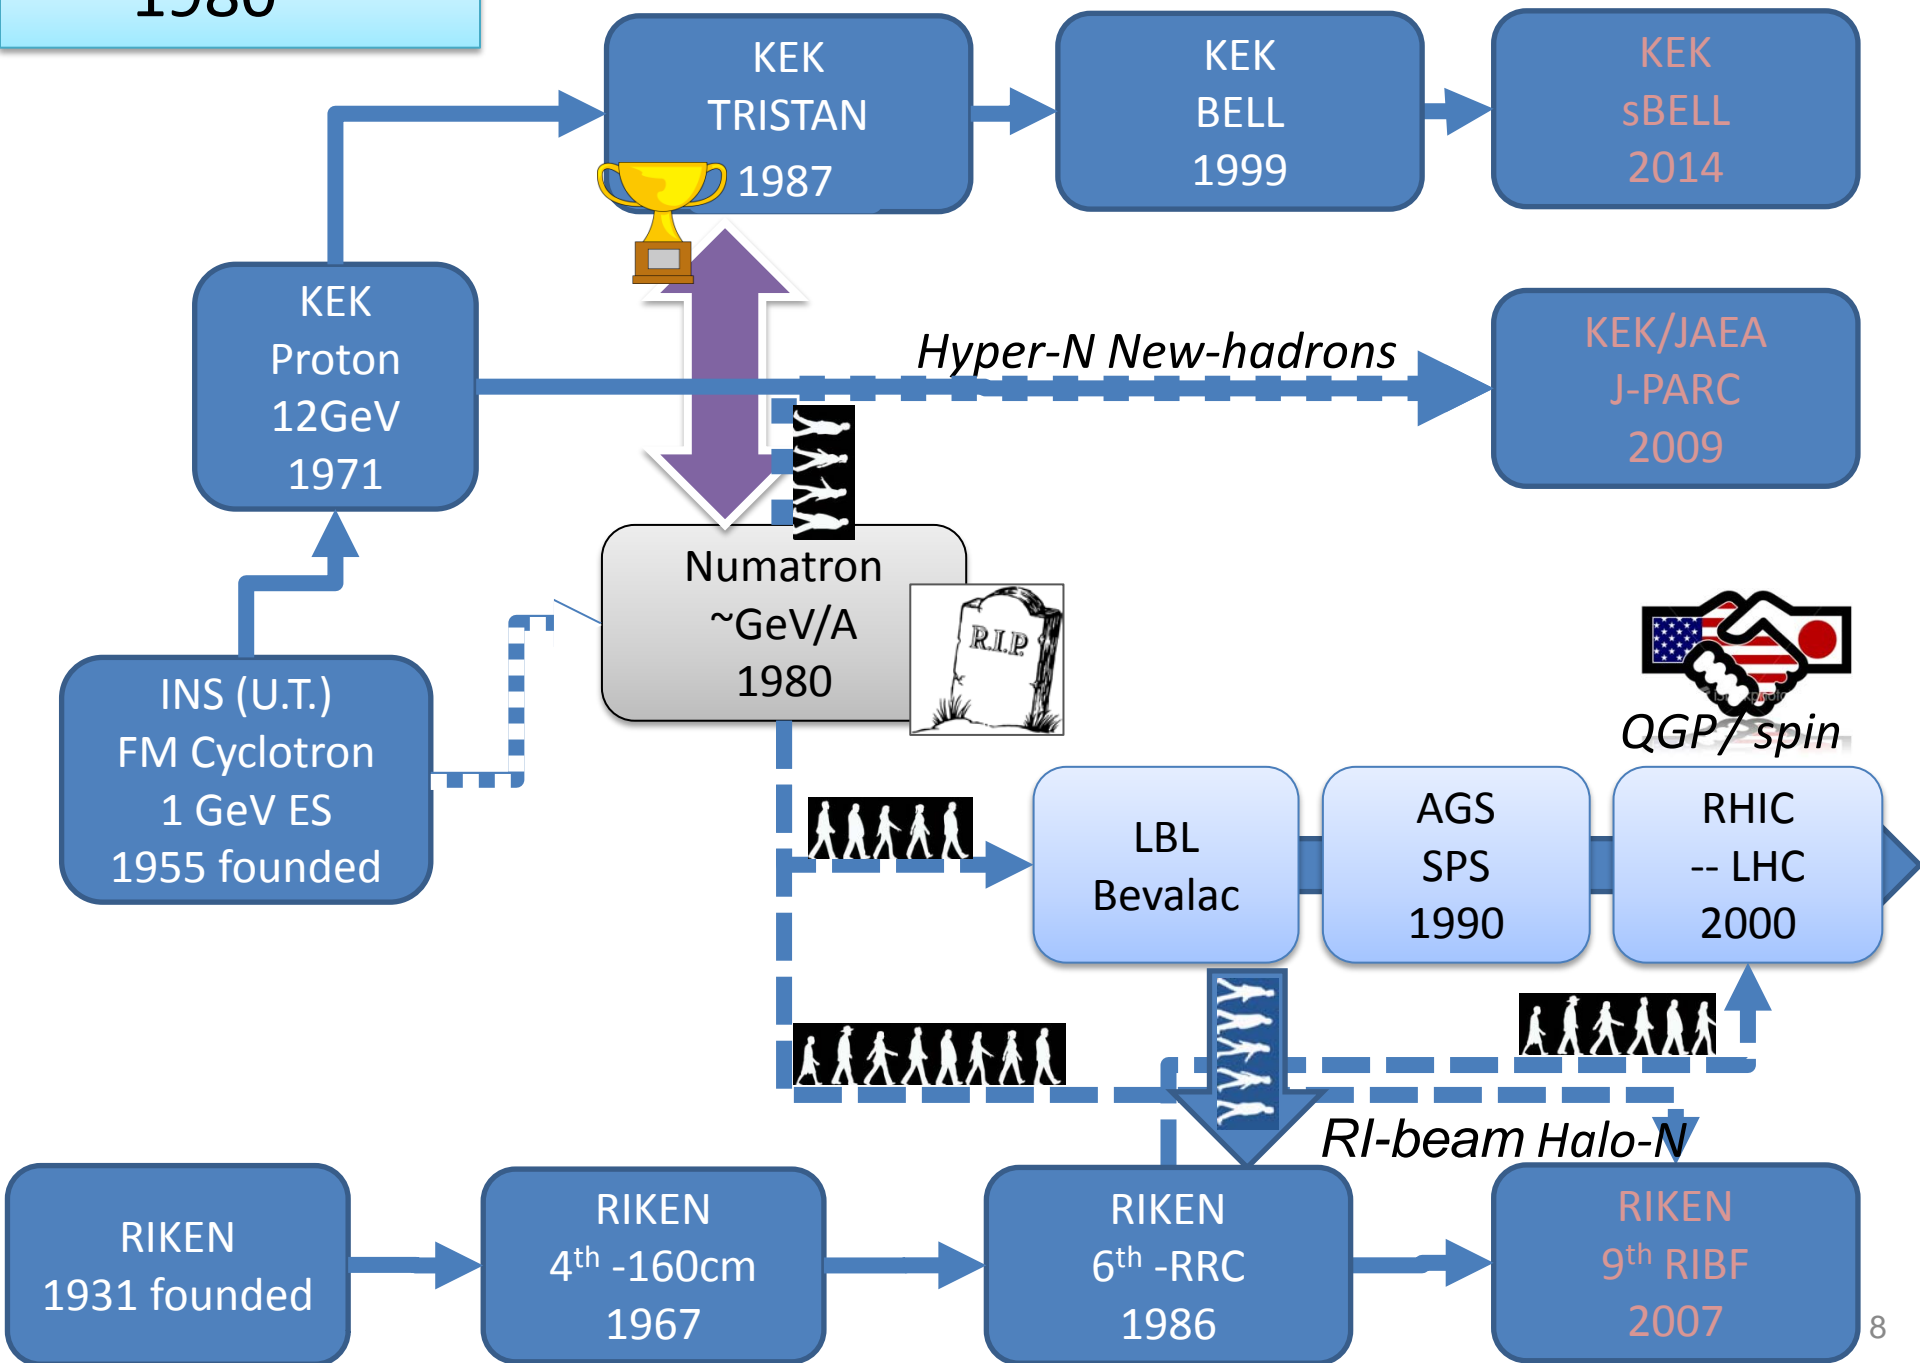 1980
KEK
TRISTAN
1987
KEK
BELL
1999
KEK
sBELL
2014
KEK
Proton
12GeV
1971
Hyper-N New-hadrons
KEK/JAEA
J-PARC
2009
Numatron
~GeV/A
1980
R.I.P.
INS (U.T.)
FM Cyclotron
1 GeV ES
1955 founded
QGP/ spin
LBL
Bevalac
AGS
SPS
1990
RHIC
-- LHC
2000
RI-beam Halo-N
RIKEN
1931 founded
RIKEN
4th -160cm
1967
RIKEN
6th -RRC
1986
RIKEN
9th RIBF
2007
8